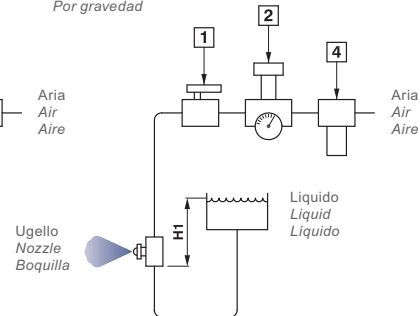 Por gravedad
2
1
4
Aria
Air
Aire
Aria
Air
Aire
H1
Liquido
Liquid
Líquido
Ugello
Nozzle
Boquilla